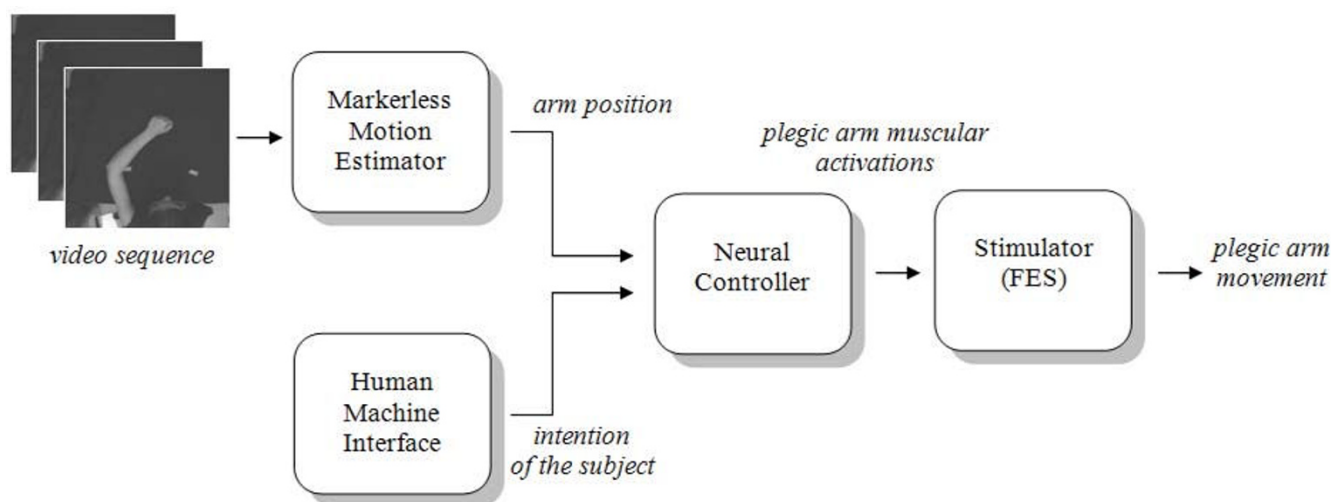 video sequence
Markerless
Motion
Estimator
arm position
Human
Machine
Interface
intention
of the subject
Neural
Controller
plegic arm muscular
activations
Stimulator
(FES)
plegic arm
movement